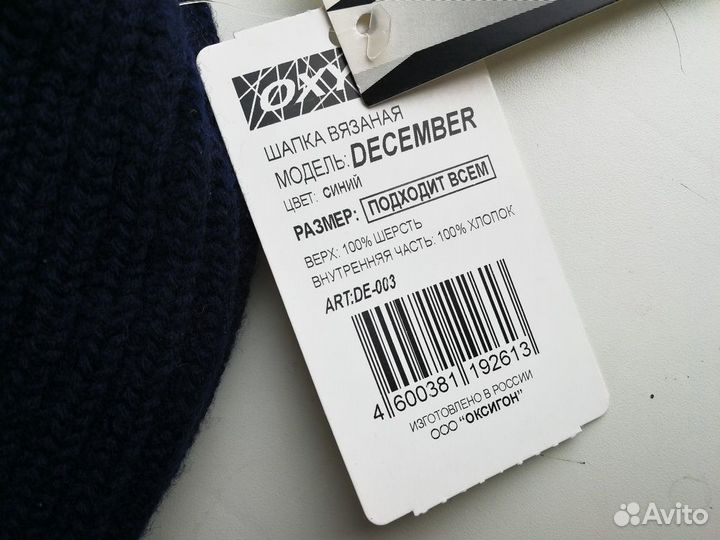 OXY
ШАПКА ВЯЗАНАЯ
МОДЕЛЬ: DECEMBER
ЦВЕТ: СИНИЙ
РАЗМЕР: ПОДХОДИТ ВСЕМ
ВЕРХ: 100% ШЕРСТЬ
ВНУТРЕННЯЯ ЧАСТЬ: 100% ХЛОПОК
ART:DE-003
4 600381 192613
ИЗГОТОВЛЕНО В РОССИИ
ООО "ОКСИГОН"
Avito